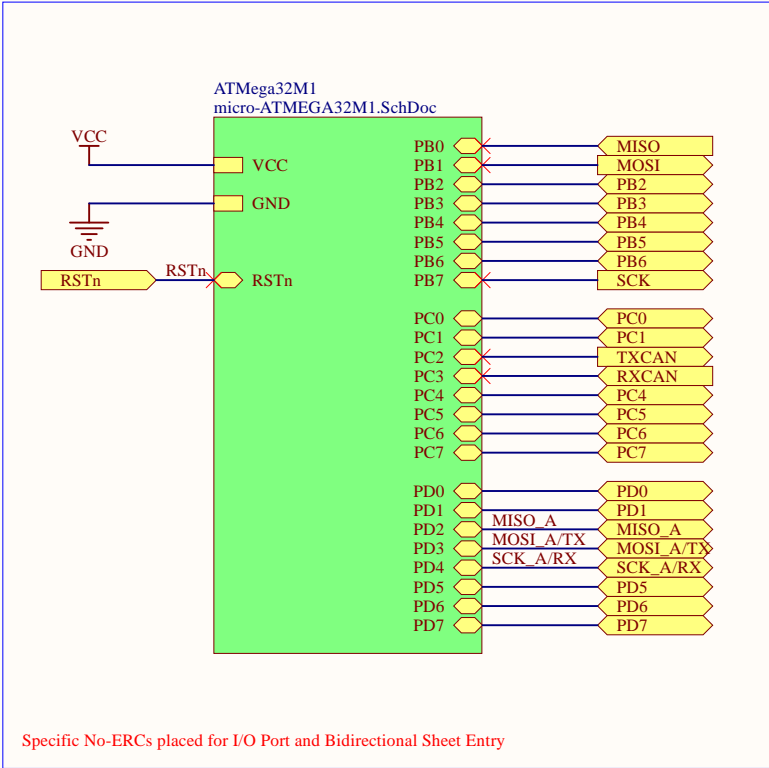 ATMega32M1
micro-ATMEGA32M1.SchDoc
VCC
VCC
GND
GND
RSTn
RSTn
RSTn
PB0
MISO
PB1
MOSI
PB2
PB2
PB3
PB3
PB4
PB4
PB5
PB5
PB6
PB6
PB7
SCK
PC0
PC0
PC1
PC1
PC2
TXCAN
PC3
RXCAN
PC4
PC4
PC5
PC5
PC6
PC6
PC7
PC7
PD0
PD0
PD1
PD1
PD2
MISO_A
MISO_A
PD3
MOSI_A/TX
MOSI_A/TX
PD4
SCK_A/RX
SCK_A/RX
PD5
PD5
PD6
PD6
PD7
PD7
Specific No-ERCs placed for I/O Port and Bidirectional Sheet Entry